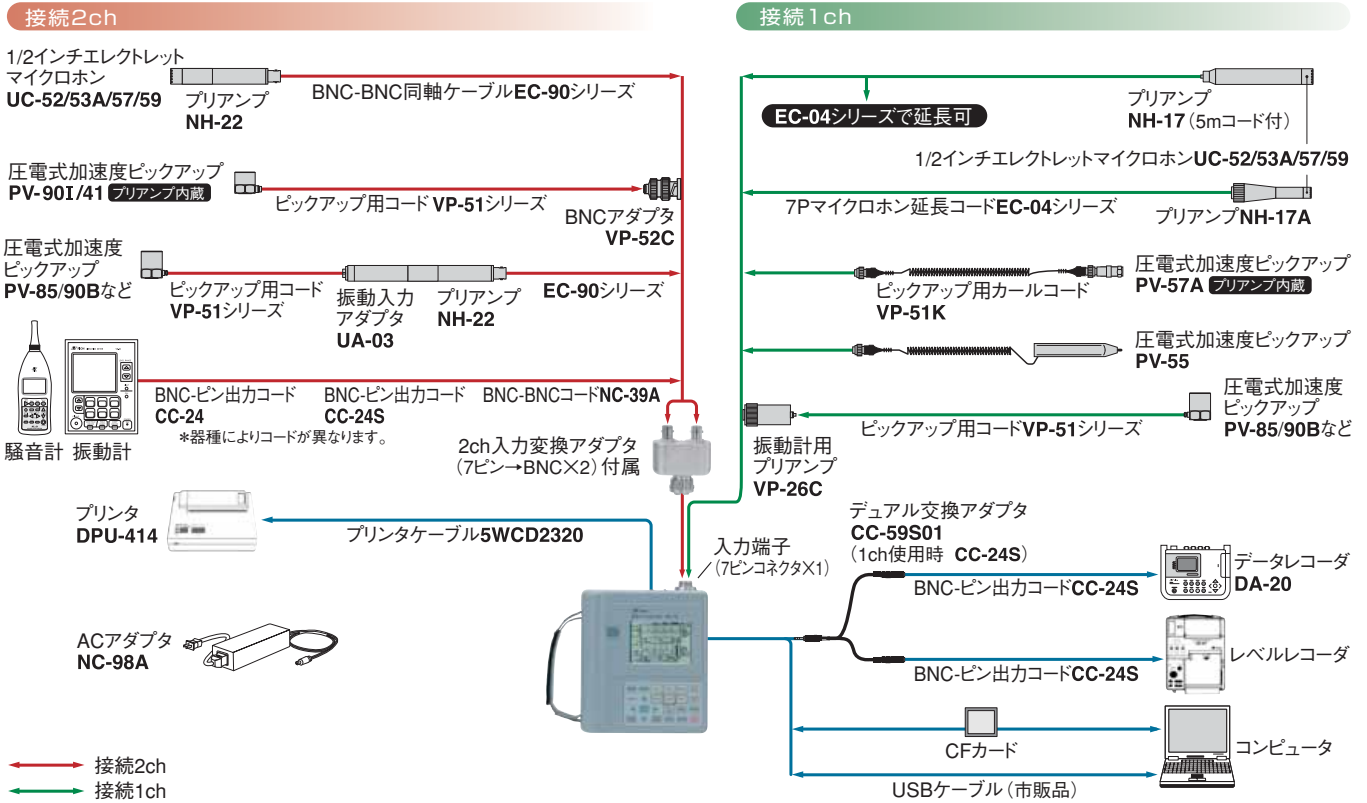 接続2ch
1/2インチエレクトレット
マイクロホン
UC-52/53A/57/59
プリアンプ
NH-22
BNC-BNC同軸ケーブルEC-90シリーズ
圧電式加速度ピックアップ
PV-90I/41 プリアンプ内蔵
ピックアップ用コード VP-51シリーズ
BNCアダプタ
VP-52C
圧電式加速度
ピックアップ
PV-85/90Bなど
ピックアップ用コード
VP-51シリーズ
振動入力
アダプタ
UA-03
プリアンプ
NH-22
EC-90シリーズ
騒音計
振動計
BNC-ピン出力コード
CC-24
BNC-ピン出力コード
CC-24S
BNC-BNCコードNC-39A
*器種によりコードが異なります。
2ch入力変換アダプタ
(7ピン→BNC×2)付属
プリンタ
DPU-414
プリンタケーブル5WCD2320
ACアダプタ
NC-98A
接続2ch
接続1ch
接続1ch
EC-04シリーズで延長可
プリアンプ
NH-17(5mコード付)
1/2インチエレクトレットマイクロホンUC-52/53A/57/59
7Pマイクロホン延長コードEC-04シリーズ
プリアンプNH-17A
ピックアップ用カールコード
VP-51K
圧電式加速度ピックアップ
PV-57A プリアンプ内蔵
圧電式加速度ピックアップ
PV-55
振動計用
プリアンプ
VP-26C
ピックアップ用コードVP-51シリーズ
圧電式加速度
ピックアップ
PV-85/90Bなど
入力端子
(7ピンコネクタ×1)
デュアル交換アダプタ
CC-59S01
(1ch使用時 CC-24S)
BNC-ピン出力コードCC-24S
データレコーダ
DA-20
BNC-ピン出力コードCC-24S
レベルレコーダ
CFカード
コンピュータ
USBケーブル(市販品)